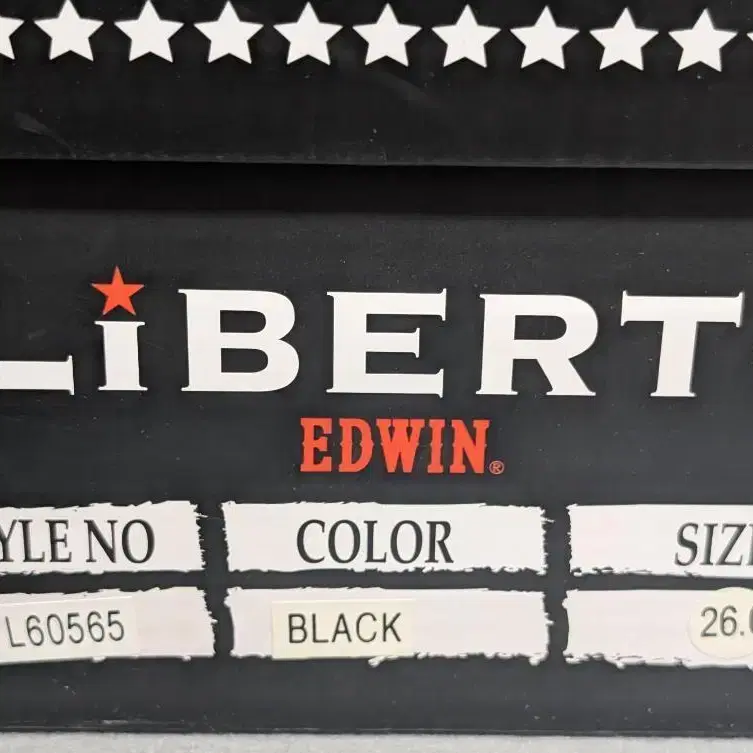 LiBERT
EDWIN®
YLE NO COLOR SIZ
L60565 BLACK 26.